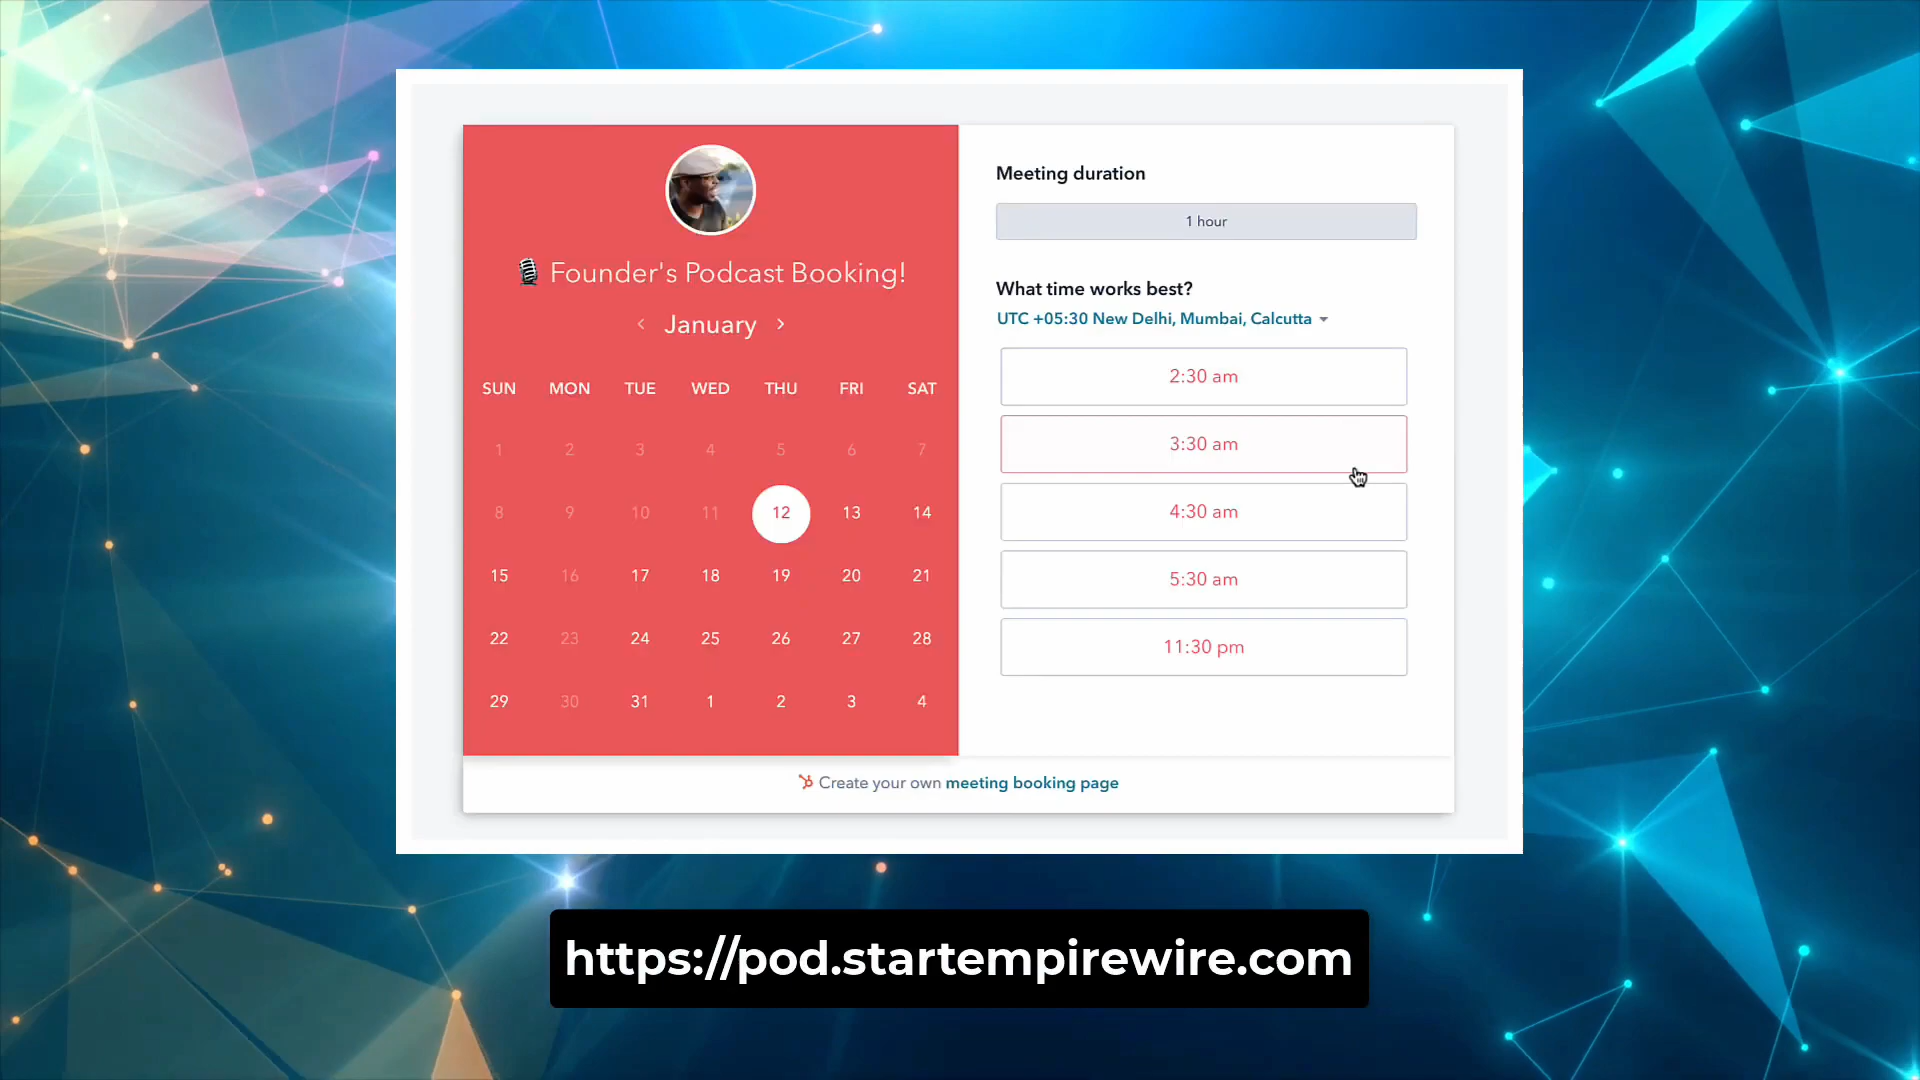 Founder's Podcast Booking!
January
SUN MON TUE WED THU FRI SAT
1 2 3 4 5 6 7
8 9 10 11 12 13 14
15 16 17 18 19 20 21
22 23 24 25 26 27 28
29 30 31 1 2 3 4
Meeting duration
1 hour
What time works best?
UTC +05:30 New Delhi, Mumbai, Calcutta
2:30 am
3:30 am
4:30 am
5:30 am
11:30 pm
Create your own meeting booking page
https://pod.startempirewire.com